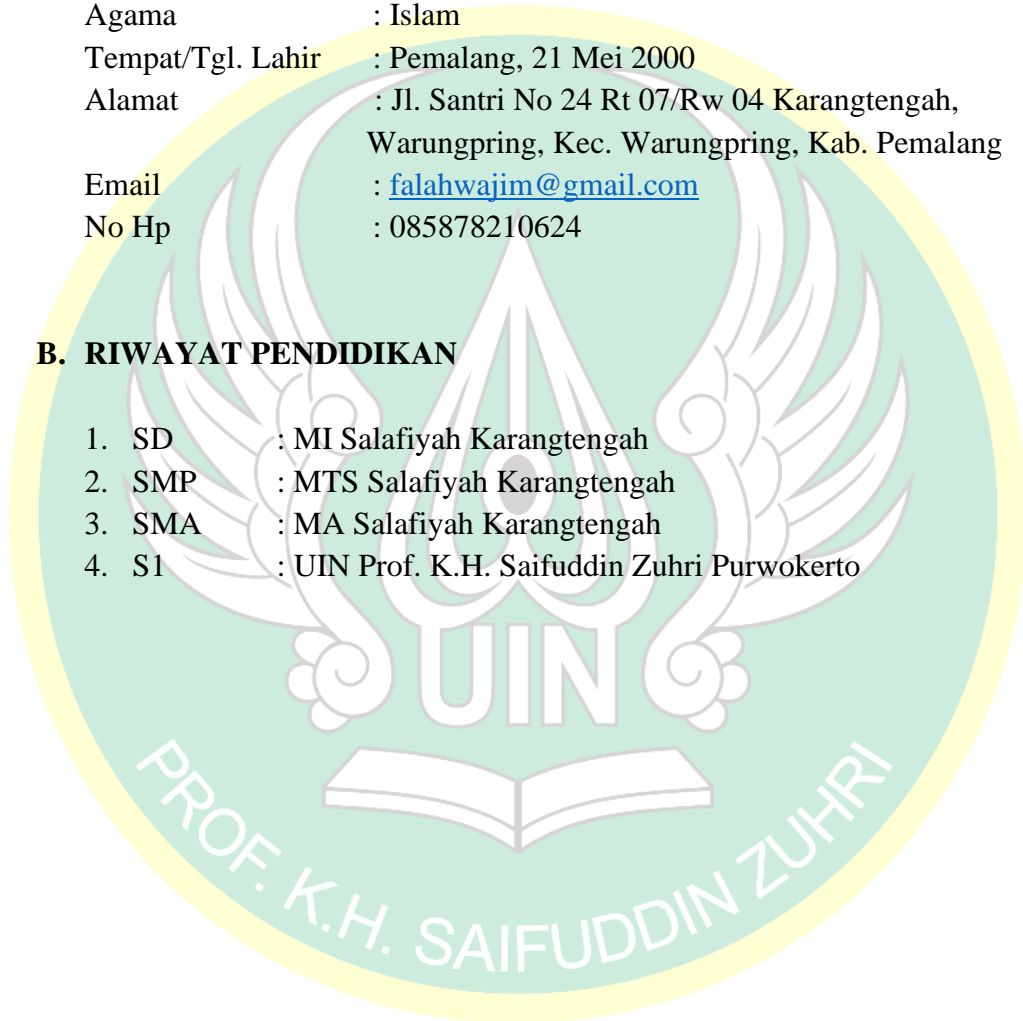 Agama : Islam
Tempat/Tgl. Lahir : Pemalang, 21 Mei 2000
Alamat : Jl. Santri No 24 Rt 07/Rw 04 Karangtengah,
Warungpring, Kec. Warungpring, Kab. Pemalang
Email : falahwajim@gmail.com
No Hp : 085878210624
B. RIWAYAT PENDIDIKAN
1. SD : MI Salafiyah Karangtengah
2. SMP : MTS Salafiyah Karangtengah
3. SMA : MA Salafiyah Karangtengah
4. S1 : UIN Prof. K.H. Saifuddin Zuhri Purwokerto
UIN
PROF. K.H. SAIFUDDIN ZUHRI